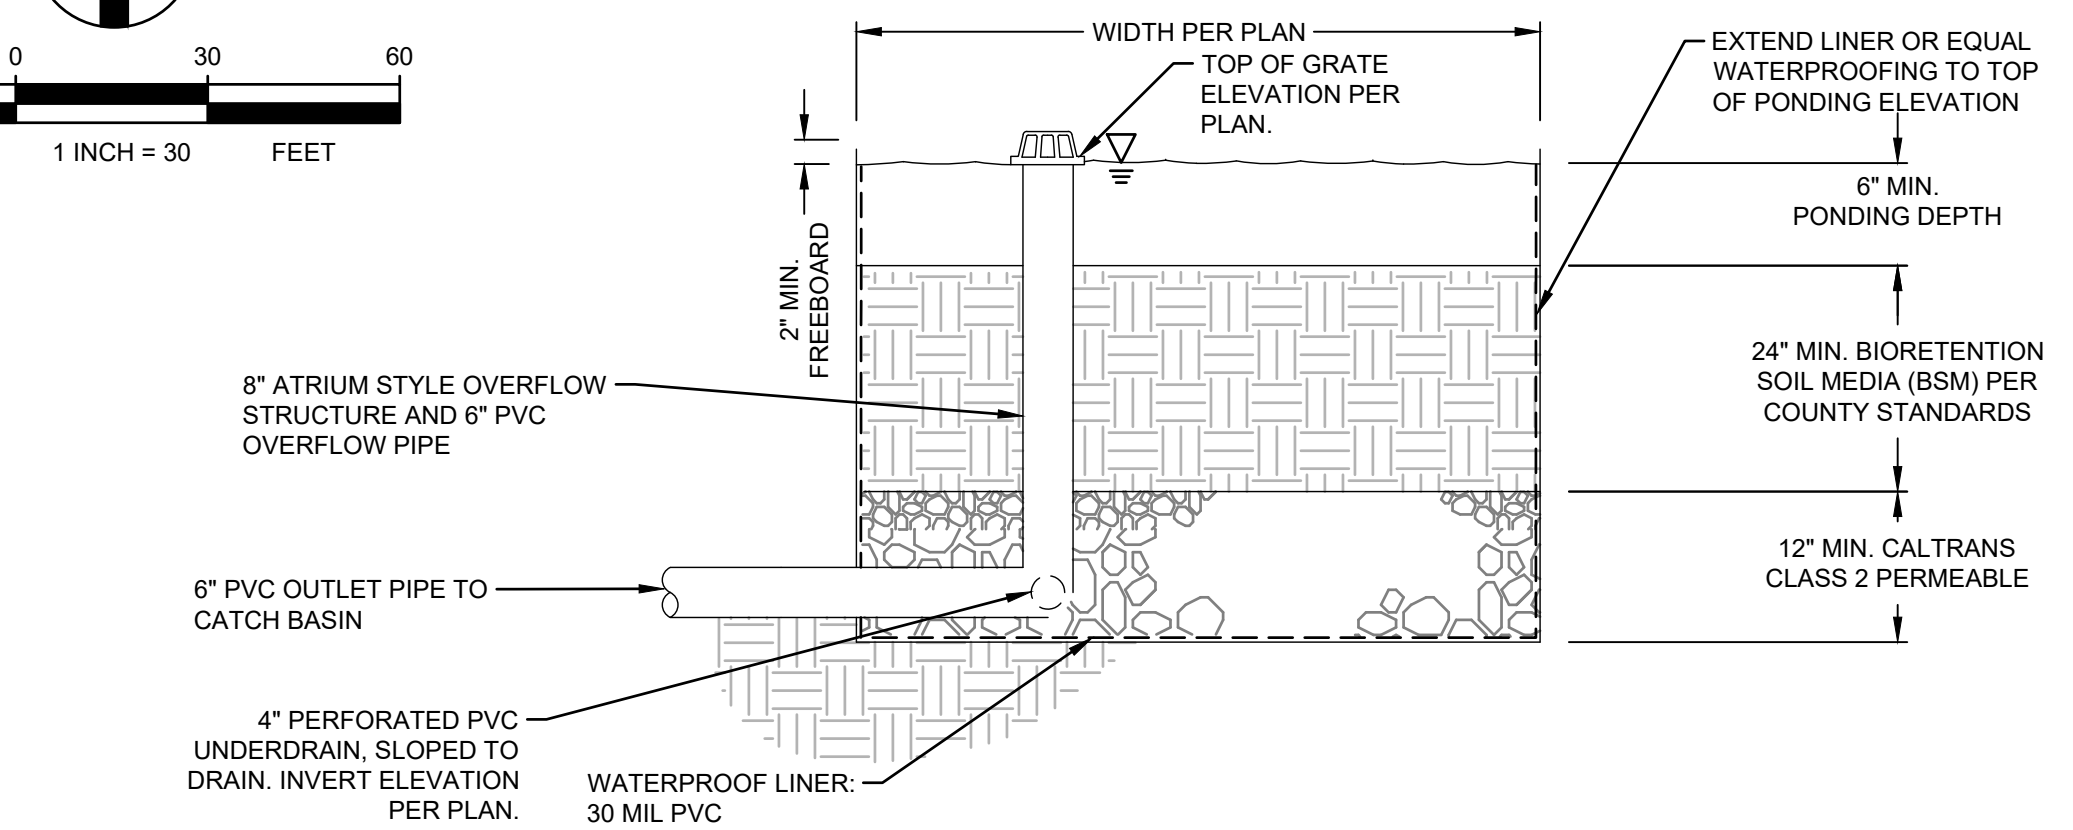 0 30 60
1 INCH = 30 FEET
WIDTH PER PLAN
TOP OF GRATE
ELEVATION PER
PLAN.
EXTEND LINER OR EQUAL
WATERPROOFING TO TOP
OF PONDING ELEVATION
2" MIN.
FREEBOARD
6" MIN.
PONDING DEPTH
8" ATRIUM STYLE OVERFLOW
STRUCTURE AND 6" PVC
OVERFLOW PIPE
24" MIN. BIORETENTION
SOIL MEDIA (BSM) PER
COUNTY STANDARDS
6" PVC OUTLET PIPE TO
CATCH BASIN
12" MIN. CALTRANS
CLASS 2 PERMEABLE
4" PERFORATED PVC
UNDERDRAIN, SLOPED TO
DRAIN. INVERT ELEVATION
PER PLAN.
WATERPROOF LINER:
30 MIL PVC